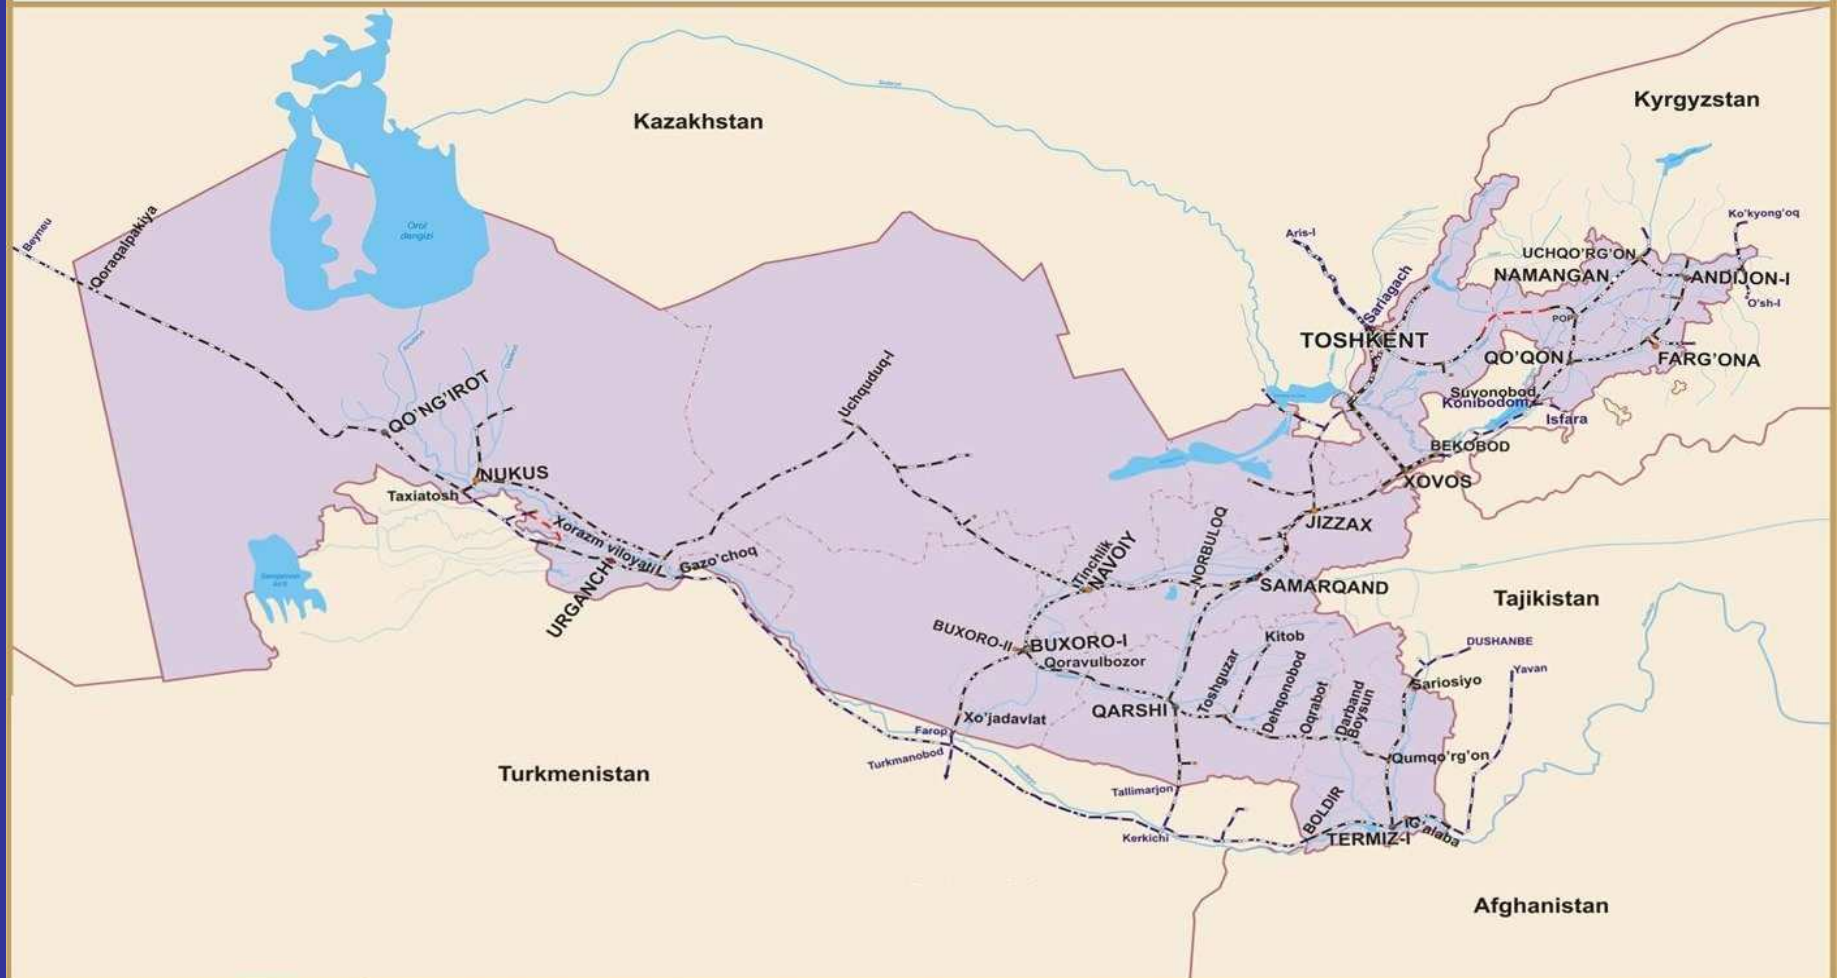 Kazakhstan
Kyrgyzstan
Beyneu
Qoraqalpakiya
Orol
dengizi
Aris-I
Sariagach
Ko'kyong'oq
UCHQO'RG'ON
NAMANGAN
ANDIJON-I
O'sh-I
POP
TOSHKENT
QO'QON
FARG'ONA
Suvonobod
Konibodom
Isfara
BEKOBOD
XOVOS
Uchquduq-I
QO'NG'IROT
NUKUS
Taxiatosh
Xorazm viloyati
Gazo'choq
URGANCH
JIZZAX
Tinchlik
NAVOIY
NORBULOQ
SAMARQAND
Tajikistan
BUXORO-II
BUXORO-I
Qoravulbozor
Kitob
DUSHANBE
Yavan
Toshguzar
Dehqonobod
Oqrabot
Darband
Boysun
Sariosiyo
QARSHI
Xo'jadavlat
Farop
Turkmanobod
Qumqo'rg'on
Turkmenistan
Tallimarjon
Kerkichi
BOLDIR
TERMIZ-I
G'alaba
Afghanistan